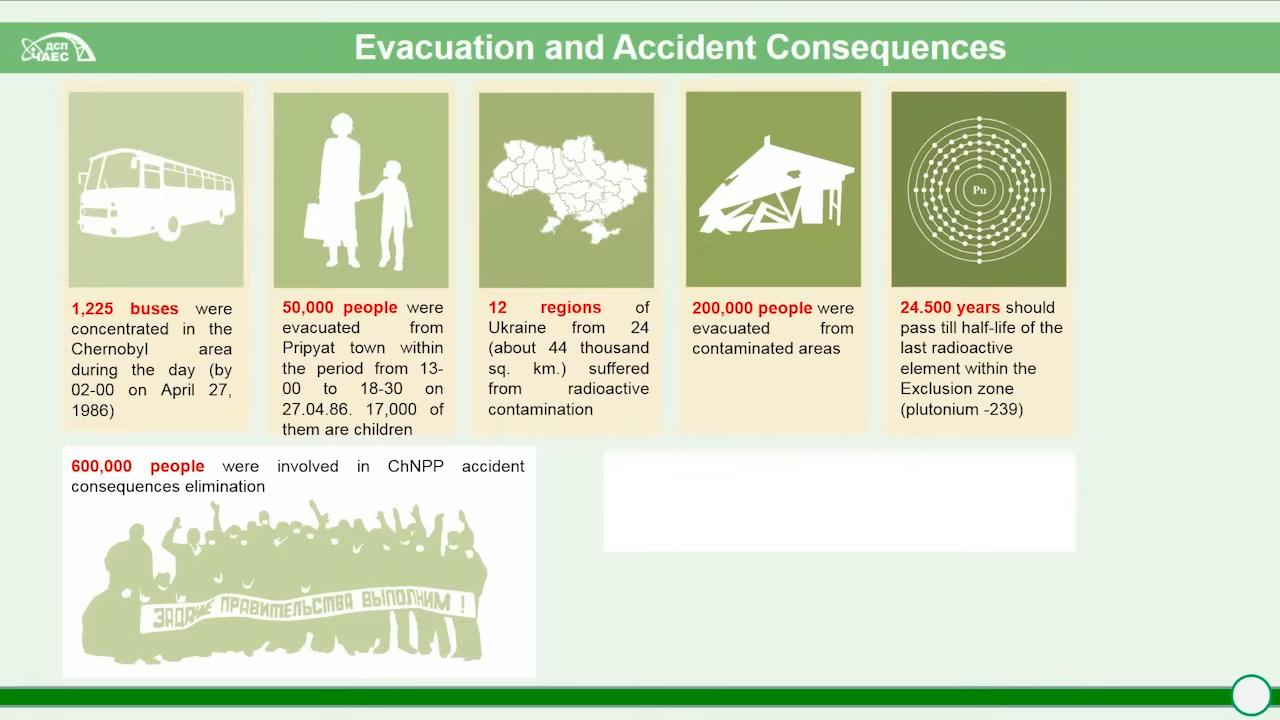 ДСП
ЧАЕС
Evacuation and Accident Consequences
Pu
1,225 buses were
concentrated in the
Chernobyl area
during the day (by
02-00 on April 27,
1986)
50,000 people were
evacuated from
Pripyat town within
the period from 13-
00 to 18-30 on
27.04.86. 17,000 of
them are children
12 regions of
Ukraine from 24
(about 44 thousand
sq. km.) suffered
from radioactive
contamination
200,000 people were
evacuated from
contaminated areas
24.500 years should
pass till half-life of the
last radioactive
element within the
Exclusion zone
(plutonium -239)
600,000 people were involved in ChNPP accident
consequences elimination
ПРАВИТЕЛЬСТВА ВЫПОЛНИМ !